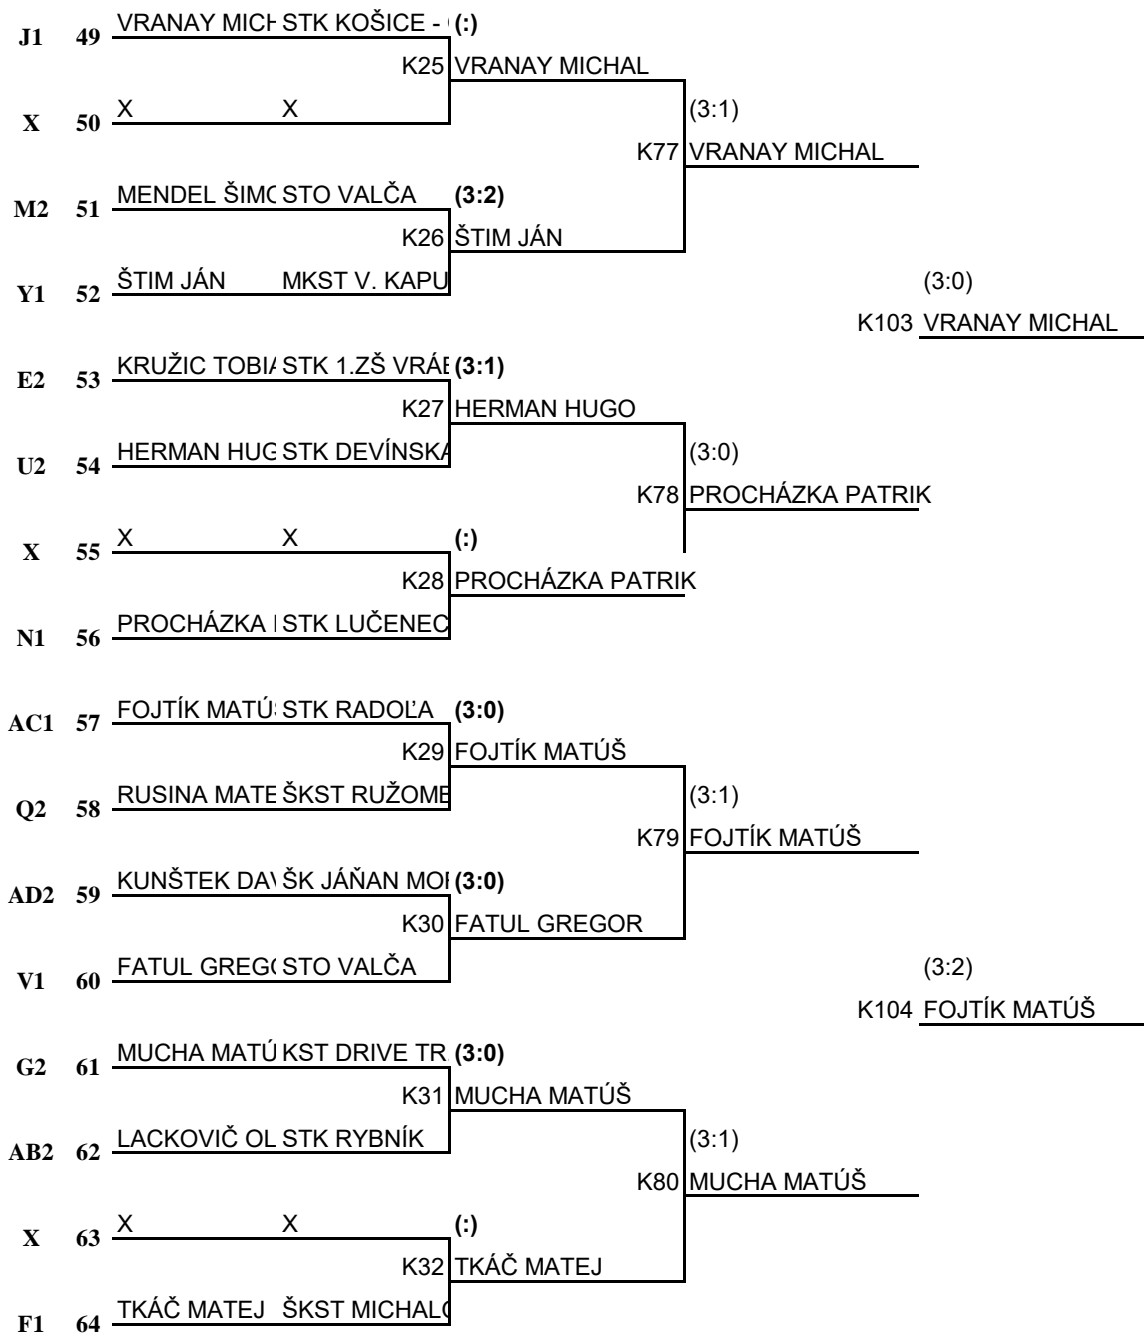 J1 49 VRANAY MICH STK KOŠICE - (:)
K25 VRANAY MICHAL
X 50 X X (3:1)
K77 VRANAY MICHAL
M2 51 MENDEL ŠIMO STO VALČA (3:2)
K26 ŠTIM JÁN
Y1 52 ŠTIM JÁN MKST V. KAPU (3:0)
K103 VRANAY MICHAL
E2 53 KRUŽIC TOBIA STK 1.ZŠ VRÁB (3:1)
K27 HERMAN HUGO
U2 54 HERMAN HUG STK DEVÍNSKA (3:0)
K78 PROCHÁZKA PATRIK
X 55 X X (:)
K28 PROCHÁZKA PATRIK
N1 56 PROCHÁZKA STK LUČENEC
AC1 57 FOJTÍK MATÚŠ STK RADOĽA (3:0)
K29 FOJTÍK MATÚŠ
Q2 58 RUSINA MATE ŠKST RUŽOMB (3:1)
K79 FOJTÍK MATÚŠ
AD2 59 KUNŠTEK DAV ŠK JÁŇAN MOR (3:0)
K30 FATUL GREGOR
V1 60 FATUL GREGO STO VALČA (3:2)
K104 FOJTÍK MATÚŠ
G2 61 MUCHA MATÚ KST DRIVE TR (3:0)
K31 MUCHA MATÚŠ
AB2 62 LACKOVIČ OL STK RYBNÍK (3:1)
K80 MUCHA MATÚŠ
X 63 X X (:)
K32 TKÁČ MATEJ
F1 64 TKÁČ MATEJ ŠKST MICHALO